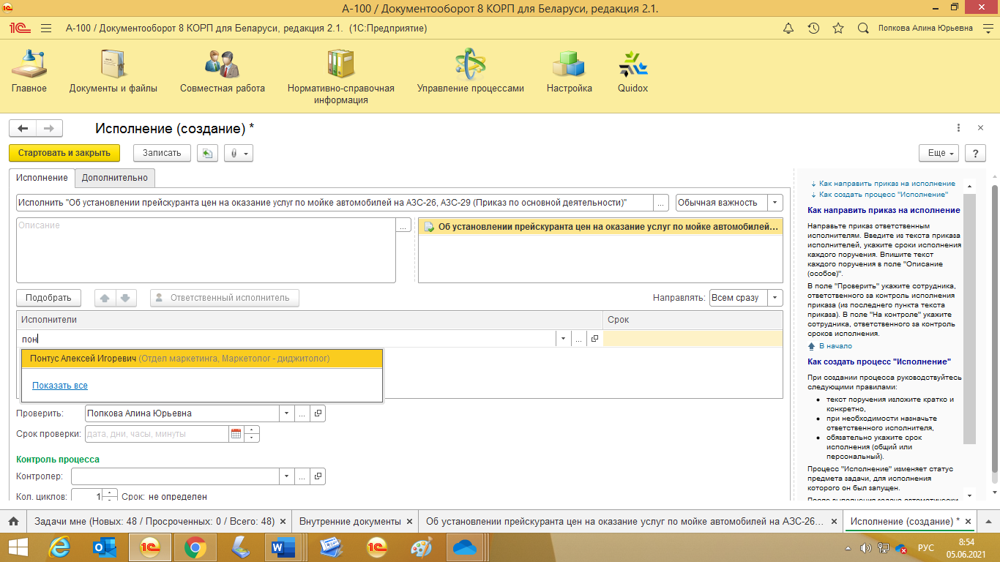 А-100 / Документооборот 8 КОРП для Беларуси, редакция 2.1.
А-100 / Документооборот 8 КОРП для Беларуси, редакция 2.1. (1С:Предприятие)
Попкова Алина Юрьевна
Главное
Документы и файлы
Совместная работа
Нормативно-справочная
информация
Управление процессами
Настройка
Quidox
Исполнение (создание) *
Стартовать и закрыть
Записать
Еще
?
Исполнение
Дополнительно
Исполнить "Об установлении прейскуранта цен на оказание услуг по мойке автомобилей на АЗС-26, АЗС-29 (Приказ по основной деятельности)"
...
Обычная важность
Описание
...
Об установлении прейскуранта цен на оказание услуг по мойке автомобилей...
Подобрать
Ответственный исполнитель
Направлять: Всем сразу
Исполнители
Срок
пон
...
Понтус Алексей Игоревич (Отдел маркетинга, Маркетолог - диджитолог)
Показать все
Проверить: Попкова Алина Юрьевна
...
Срок проверки: дата, дни, часы, минуты
Контроль процесса
Контролер:
...
Кол. циклов: 1 Срок: не определен
Как направить приказ на исполнение
Как создать процесс "Исполнение"
Как направить приказ на исполнение
Направьте приказ ответственным
исполнителям. Введите из текста приказа
исполнителей, укажите сроки исполнения
каждого поручения. Впишите текст
каждого поручения в поле "Описание
(особое)".
В поле "Проверить" укажите сотрудника,
ответственного за контроль исполнения
приказа (из последнего пункта текста
приказа). В поле "На контроле" укажите
сотрудника, ответственного за контроль
сроков исполнения.
В начало
Как создать процесс "Исполнение"
При создании процесса руководствуйтесь
следующими правилами:
текст поручения изложите кратко и
конкретно,
при необходимости назначьте
ответственного исполнителя,
обязательно укажите срок
исполнения (общий или
персональный).
Процесс "Исполнение" изменяет статус
предмета задачи, для исполнения
которого он был запущен.
После выполнения задача автоматически
Задачи мне (Новых: 48 / Просроченных: 0 / Всего: 48)
Внутренние документы
Об установлении прейскуранта цен на оказание услуг по мойке автомобилей на АЗС-26...
Исполнение (создание) *
РУС
8:54
05.06.2021